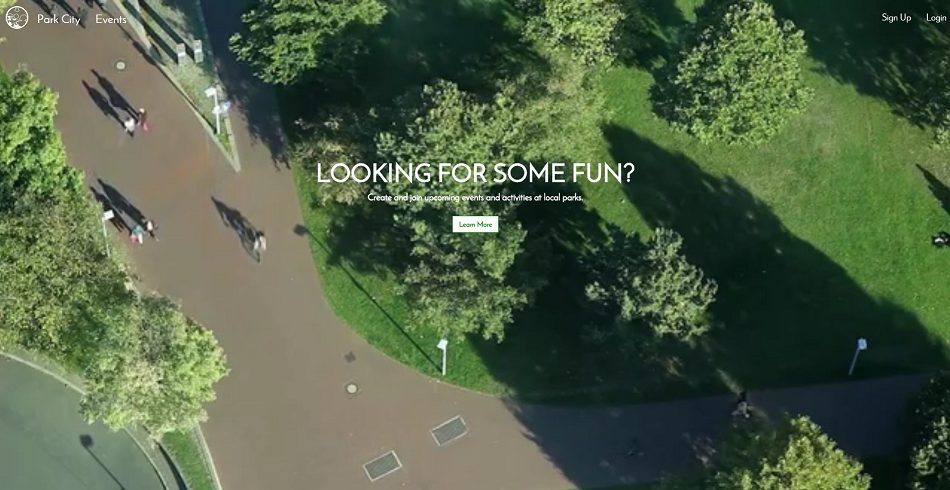 Park City Events Sign Up Login
LOOKING FOR SOME FUN?
Create and join upcoming events and activities at local parks.
Learn More